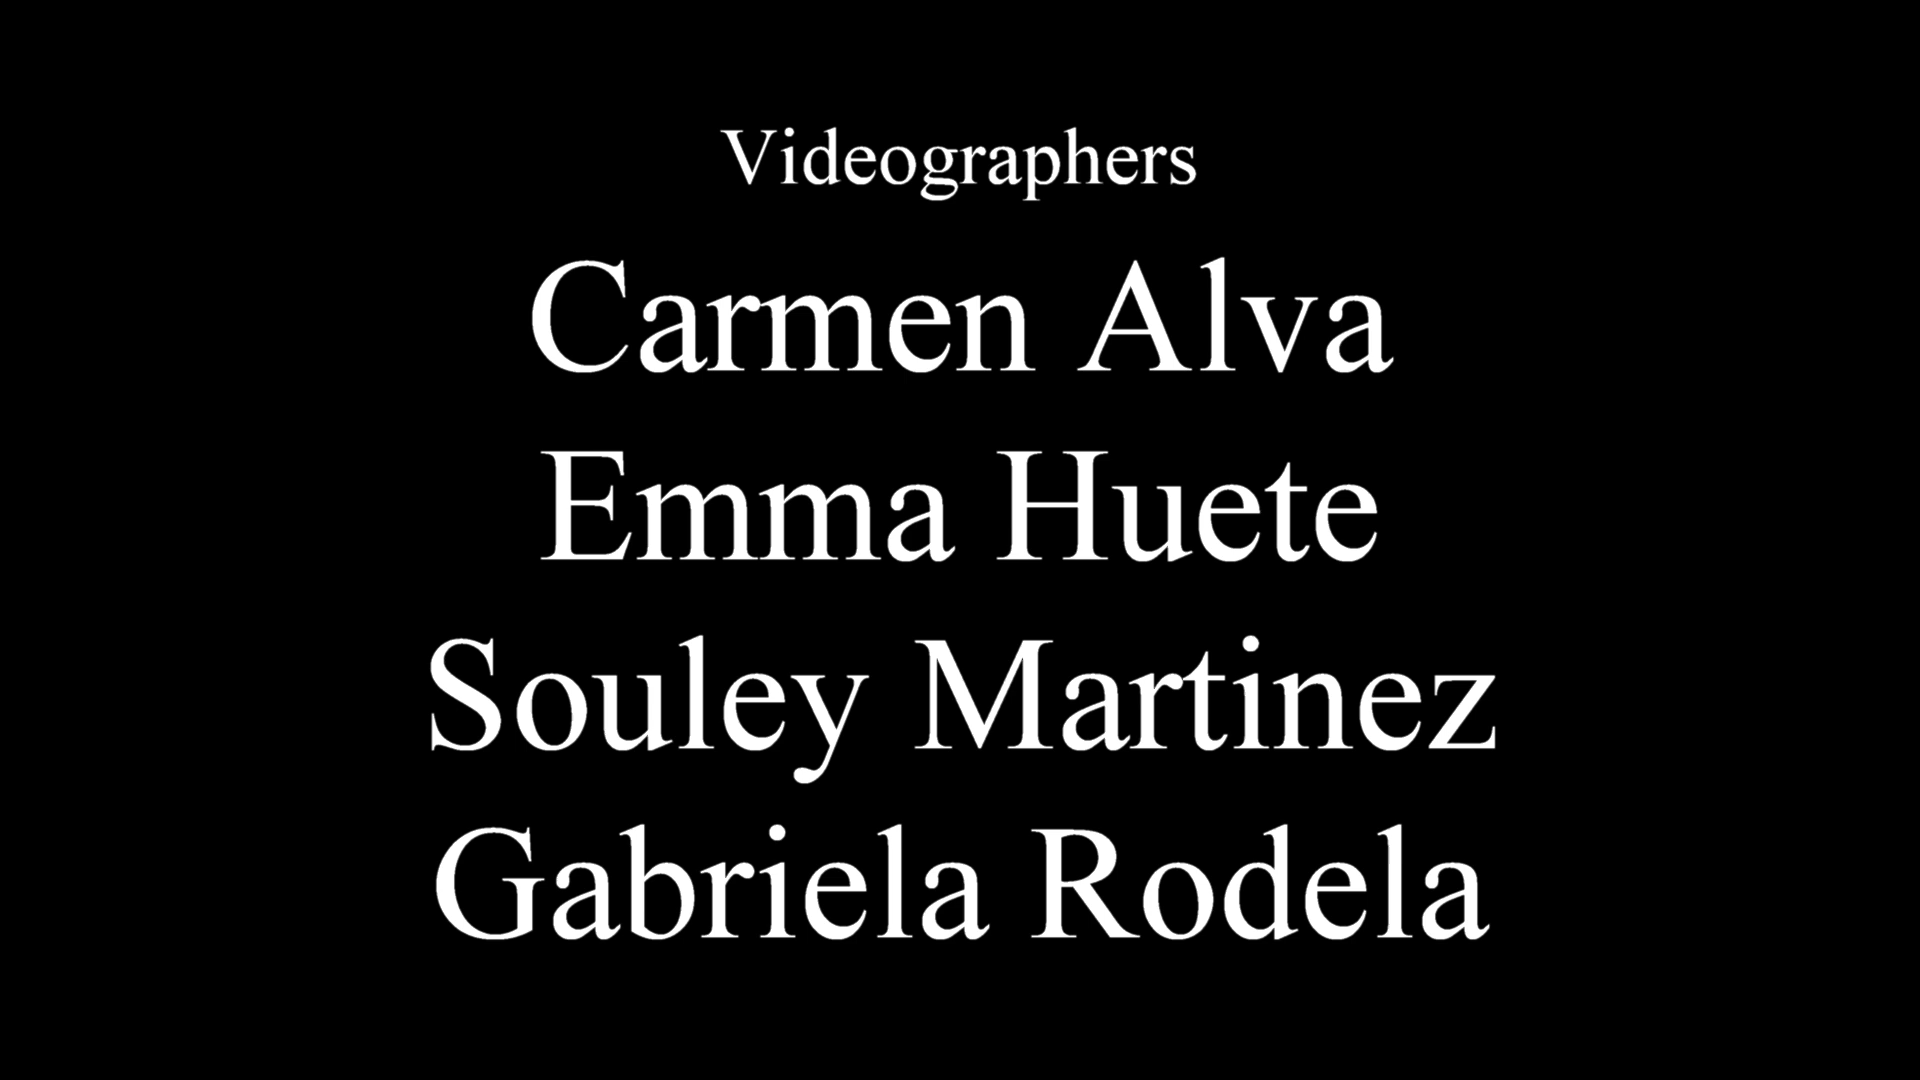 Videographers
Carmen Alva
Emma Huete
Souley Martinez
Gabriela Rodela